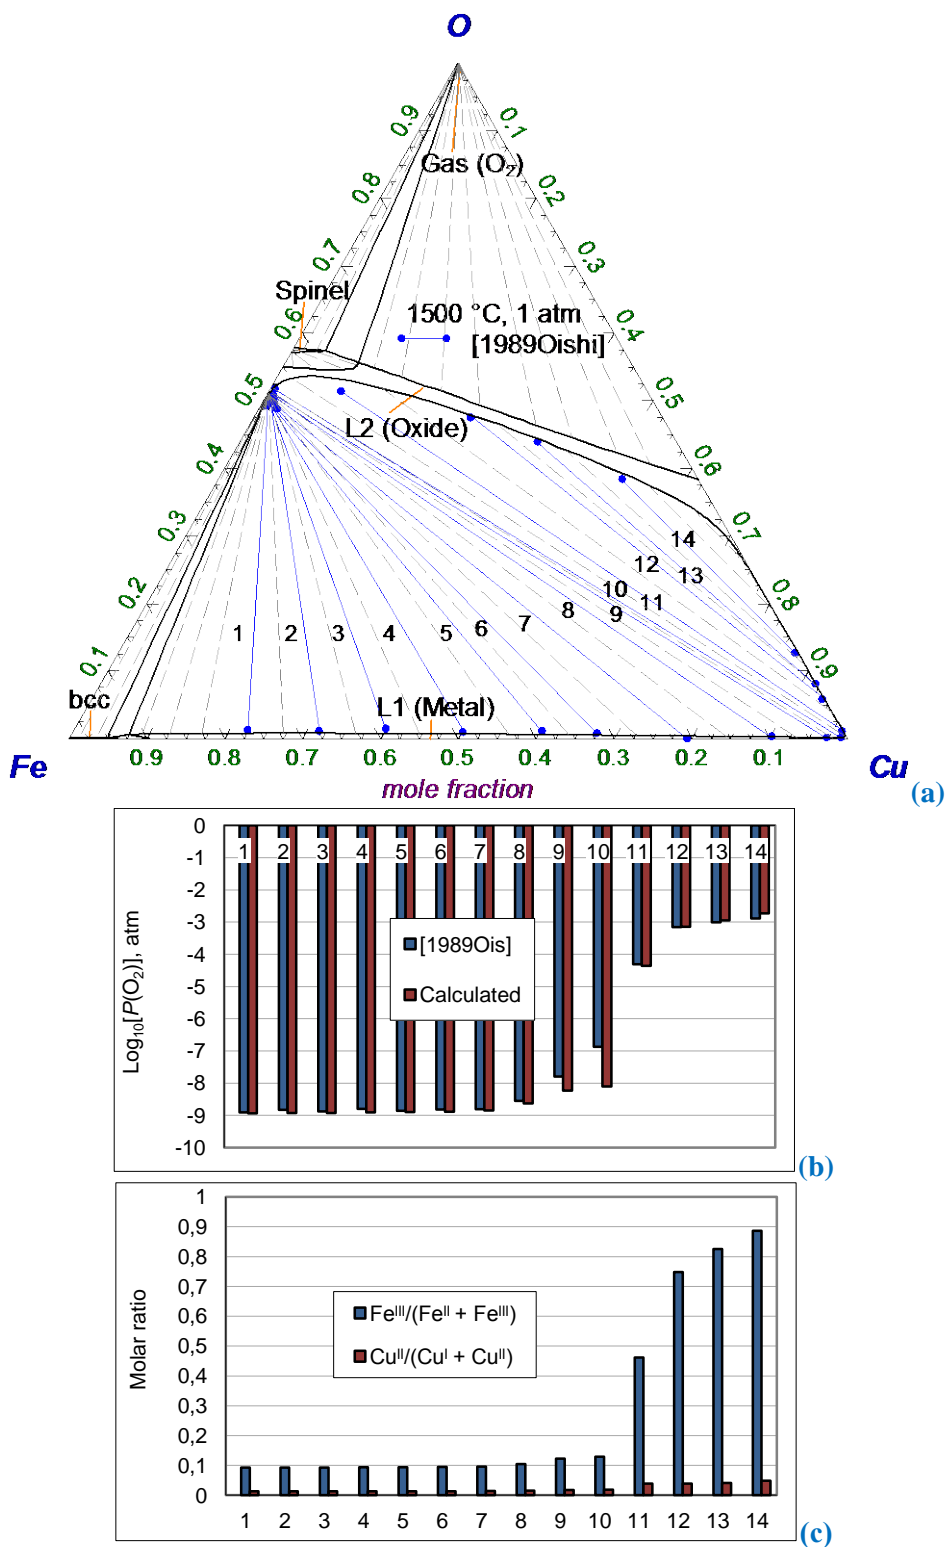 O
0.9
0.1
Gas (O2)
0.8
0.2
0.7
0.3
Spinel
0.6
1500 °C, 1 atm
0.4
[1989Oishi]
0.5
0.5
L2 (Oxide)
0.4
0.6
0.3
0.7
14
12
13
0.2
10
11
0.8
8
9
7
6
5
4
3
2
1
0.1
0.9
bcc
L1 (Metal)
Fe
0.9
0.8
0.7
0.6
0.5
0.4
0.3
0.2
0.1
Cu
mole fraction
(a)
0
1 2 3 4 5 6 7 8 9 10 11 12 13 14
-1
-2
-3
-4
-5
-6
-7
-8
-9
-10
Log10[P(O2)], atm
[1989Ois]
Calculated
(b)
1
0,9
0,8
0,7
0,6
0,5
0,4
0,3
0,2
0,1
0
Molar ratio
FeIII/(FeII + FeIII)
CuII/(CuI + CuII)
1 2 3 4 5 6 7 8 9 10 11 12 13 14
(c)